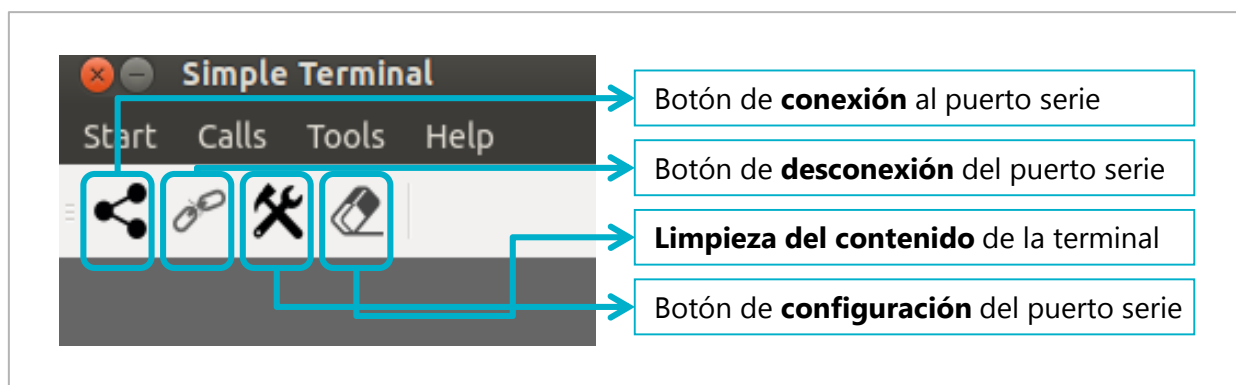 Simple Terminal
Start Calls Tools Help
Botón de conexión al puerto serie
Botón de desconexión del puerto serie
Limpieza del contenido de la terminal
Botón de configuración del puerto serie